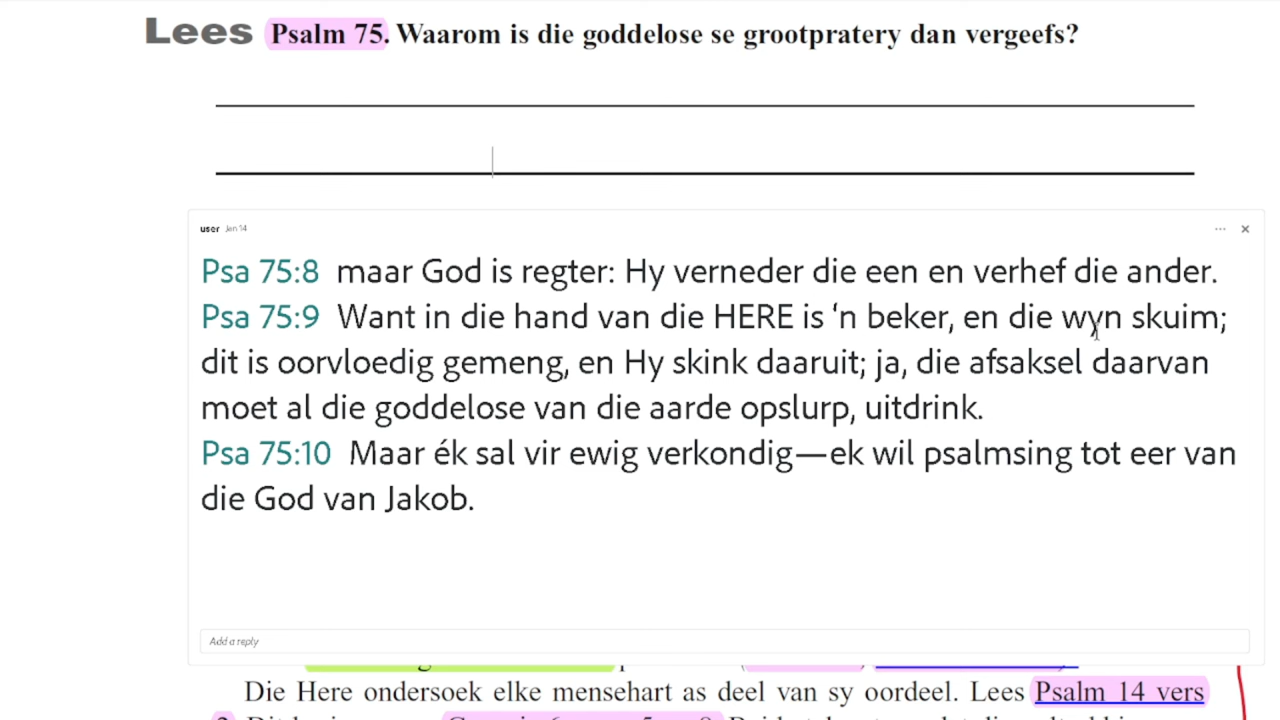 Lees Psalm 75. Waarom is die goddelose se grootpratery dan vergeefs?
user Jan 14
Psa 75:8 maar God is regter: Hy verneder die een en verhef die ander.
Psa 75:9 Want in die hand van die HERE is ‘n beker, en die wyn skuim;
dit is oorvloedig gemeng, en Hy skink daaruit; ja, die afsaksel daarvan
moet al die goddelose van die aarde opslurp, uitdrink.
Psa 75:10 Maar ék sal vir ewig verkondig—ek wil psalmsing tot eer van
die God van Jakob.
Add a reply
Die Here ondersoek elke mensehart as deel van sy oordeel. Lees Psalm 14 vers